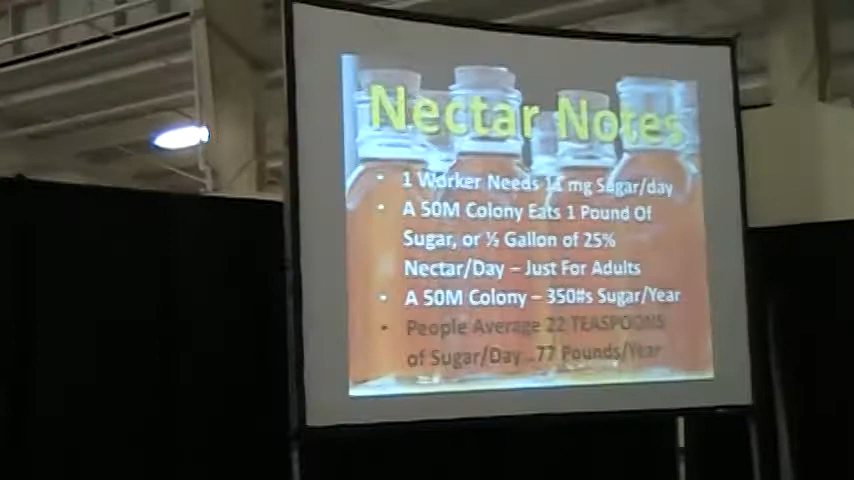 Nectar Notes
• 1 Worker Needs 11 mg Sugar/day
• A 50M Colony Eats 1 Pound Of
Sugar, or ½ Gallon of 25%
Nectar/Day – Just For Adults
• A 50M Colony – 350#s Sugar/Year
• People Average 22 TEASPOONS
of Sugar/Day ..77 Pounds/Year